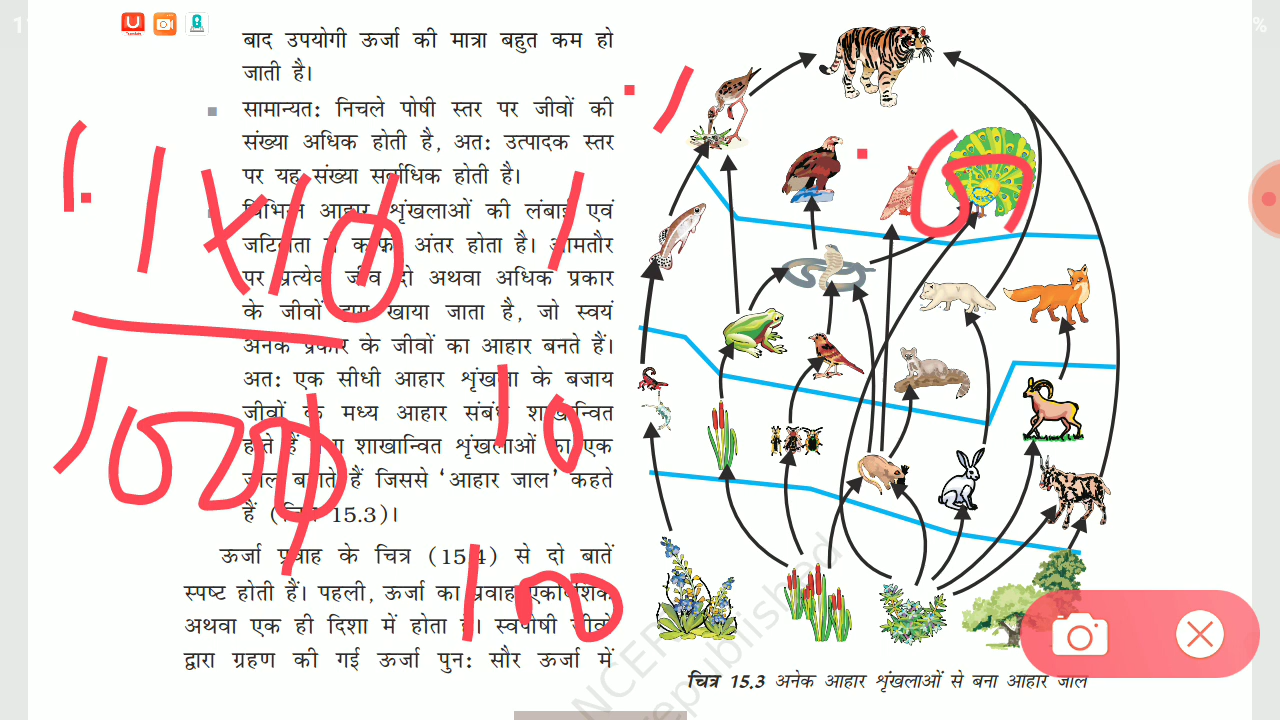 बाद उपयोगी ऊर्जा की मात्रा बहुत कम हो
जाती है।
सामान्यत: निचले पोषी स्तर पर जीवों की
संख्या अधिक होती है, अत: उत्पादक स्तर
पर यह संख्या सर्वाधिक होती है।
विभिन्न आहार शृंखलाओं की लंबाई एवं
जटिलता में काफ़ी अंतर होता है। आमतौर
पर प्रत्येक जीव दो अथवा अधिक प्रकार
के जीवों द्वारा खाया जाता है, जो स्वयं
अनेक प्रकार के जीवों का आहार बनते हैं।
अत: एक सीधी आहार शृंखला के बजाय
जीवों के मध्य आहार संबंध शाखान्वित
होते हैं शाखान्वित शृंखलाओं का एक
जाल बनाते हैं जिससे ‘आहार जाल’ कहते
हैं (चित्र 15.3)।
ऊर्जा प्रवाह के चित्र (15.4) से दो बातें
स्पष्ट होती हैं। पहली, ऊर्जा का प्रवाह एकदिशिक
अथवा एक ही दिशा में होता है। स्वपोषी जीवों
द्वारा ग्रहण की गई ऊर्जा पुन: सौर ऊर्जा में
चित्र 15.3 अनेक आहार शृंखलाओं से बना आहार जाल
1×10
1000
1
10
100
republished
%